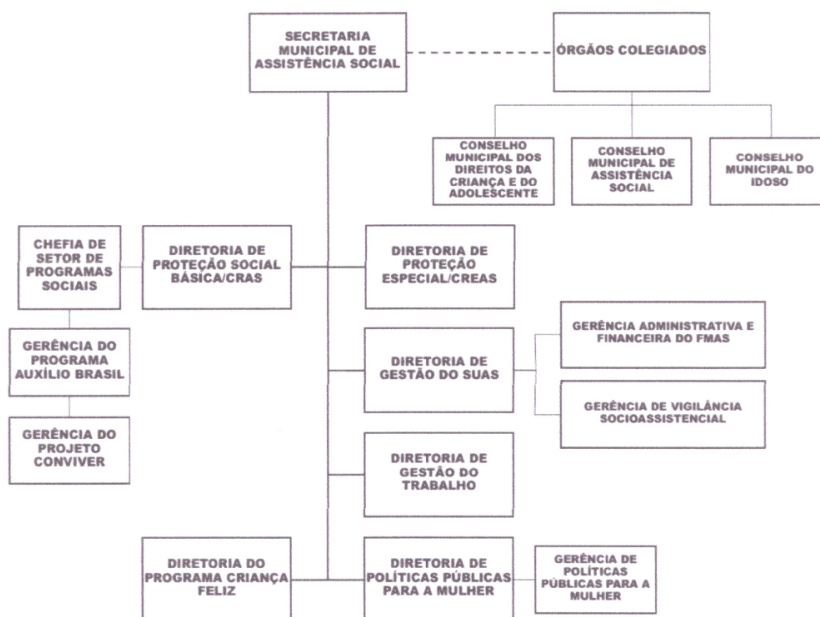 SECRETARIA
MUNICIPAL DE
ASSISTÊNCIA SOCIAL
ÓRGÃOS COLEGIADOS
CONSELHO
MUNICIPAL DOS
DIREITOS DA
CRIANÇA E DO
ADOLESCENTE
CONSELHO
MUNICIPAL DE
ASSISTÊNCIA
SOCIAL
CONSELHO
MUNICIPAL DO
IDOSO
CHEFIA DE
SETOR DE
PROGRAMAS
SOCIAIS
DIRETORIA DE
PROTEÇÃO SOCIAL
BÁSICA/CRAS
DIRETORIA DE
PROTEÇÃO
ESPECIAL/CREAS
GERÊNCIA DO
PROGRAMA
AUXÍLIO BRASIL
DIRETORIA DE
GESTÃO DO SUAS
GERÊNCIA ADMINISTRATIVA E
FINANCEIRA DO FMAS
GERÊNCIA DE VIGILÂNCIA
SOCIOASSISTENCIAL
GERÊNCIA DO
PROJETO
CONVIVER
DIRETORIA DE
GESTÃO DO
TRABALHO
DIRETORIA DO
PROGRAMA CRIANÇA
FELIZ
DIRETORIA DE
POLÍTICAS PÚBLICAS
PARA A MULHER
GERÊNCIA DE
POLÍTICAS
PÚBLICAS PARA A
MULHER